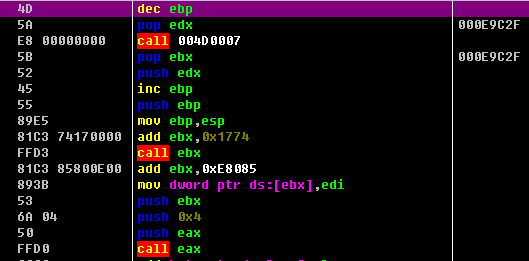 4D dec ebp
5A pop edx 000E9C2F
E8 00000000 call 004D0007
5B pop ebx 000E9C2F
52 push edx
45 inc ebp
55 push ebp
89E5 mov ebp,esp
81C3 74170000 add ebx,0x1774
FFD3 call ebx
81C3 85800E00 add ebx,0xE8085
893B mov dword ptr ds:[ebx],edi
53 push ebx
6A 04 push 0x4
50 push eax
FFD0 call eax